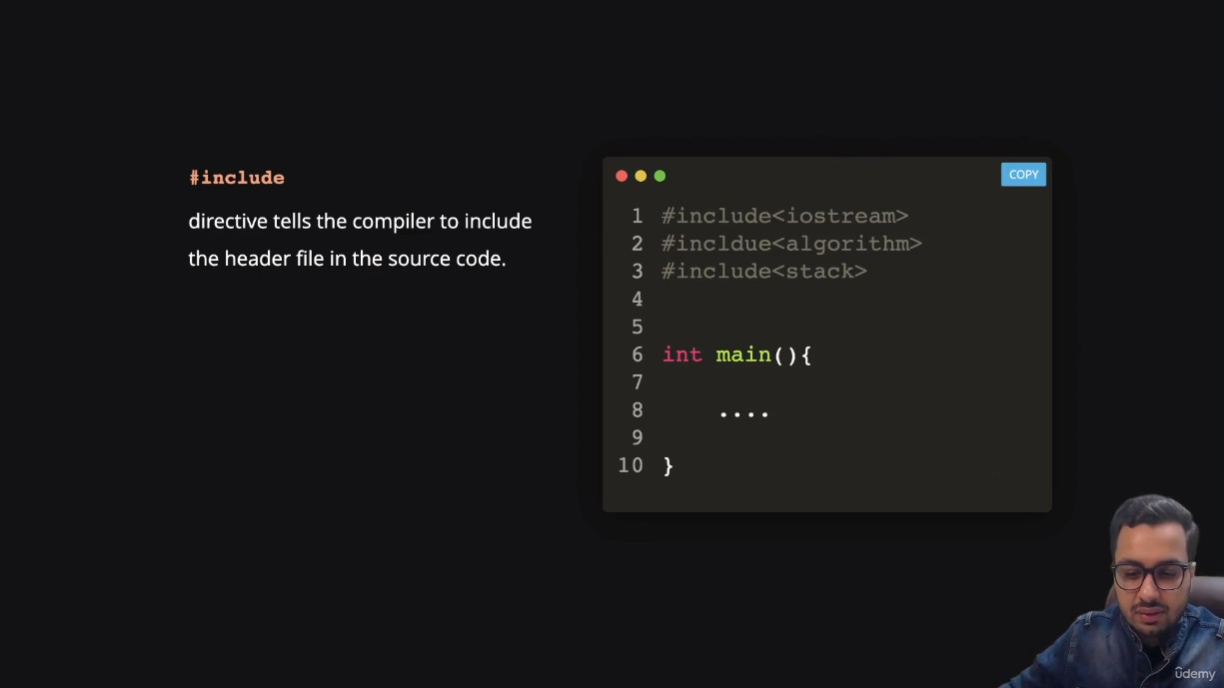 #include
directive tells the compiler to include
the header file in the source code.
COPY
1 #include<iostream>
2 #incldue<algorithm>
3 #include<stack>
4
5
6 int main(){
7
8 ....
9
10 }
ûdemy